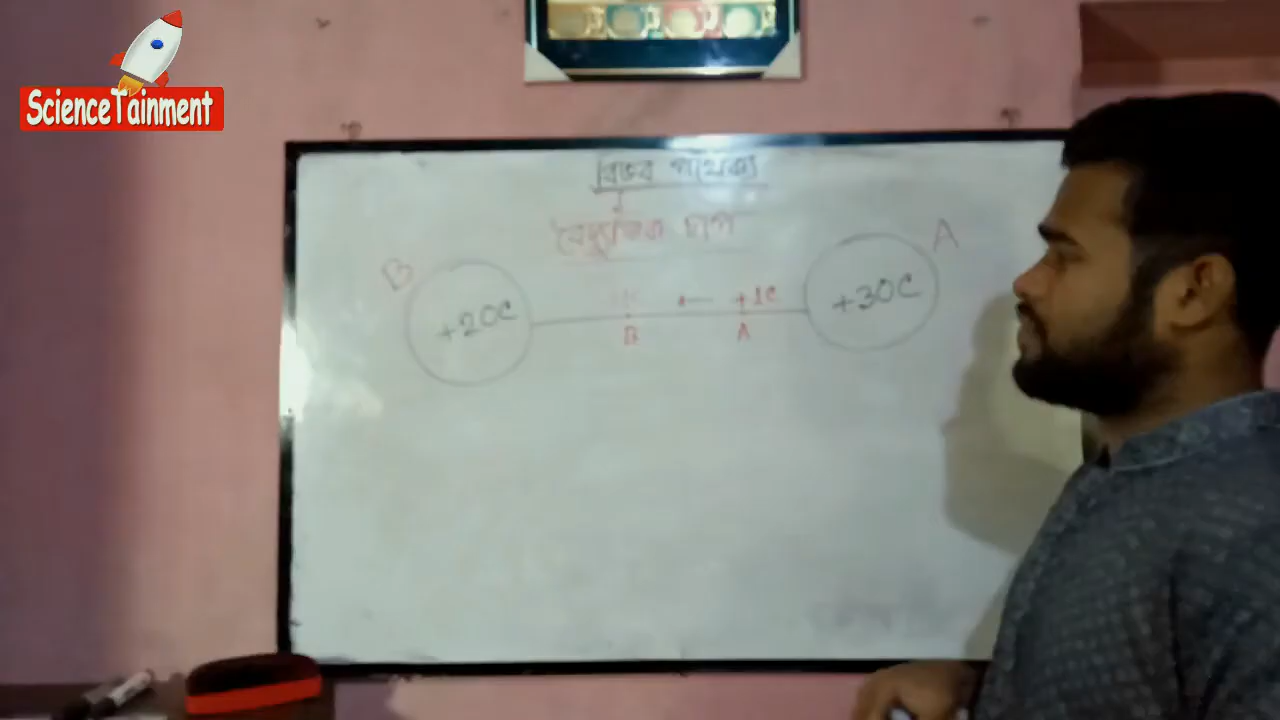 ScienceTainment
বিভব পার্থক্য
বৈদ্যুতিক চাপ
B
A
+20C
+1C
+30C
B
A